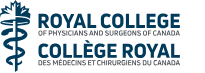 ROYAL COLLEGE
OF PHYSICIANS AND SURGEONS OF CANADA
COLLÈGE ROYAL
DES MÉDECINS ET CHIRURGIENS DU CANADA